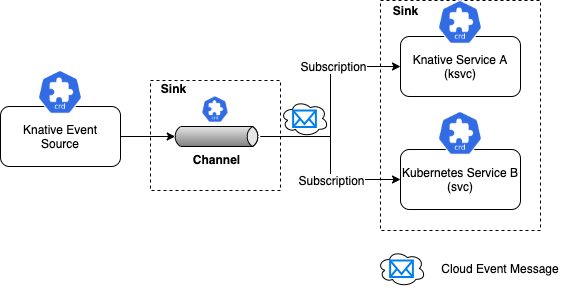 Sink
crd
Knative Service A
(ksvc)
Subscription
crd
Knative Event
Source
Sink
crd
Channel
crd
Kubernetes Service B
(svc)
Subscription
Cloud Event Message